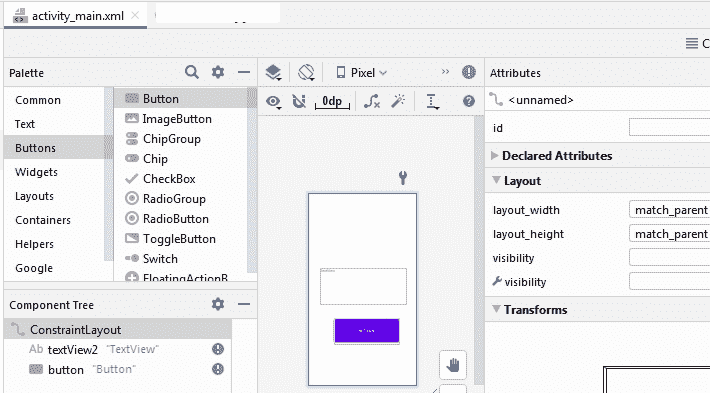 activity_main.xml
Palette
Common
Text
Buttons
Widgets
Layouts
Containers
Helpers
Google
Button
ImageButton
ChipGroup
Chip
CheckBox
RadioGroup
RadioButton
ToggleButton
Switch
FloatingActionB
Component Tree
ConstraintLayout
Ab textView2 "TextView"
button "Button"
Pixel
0dp
Attributes
<unnamed>
id
Declared Attributes
Layout
layout_width match_parent
layout_height match_parent
visibility
visibility
Transforms